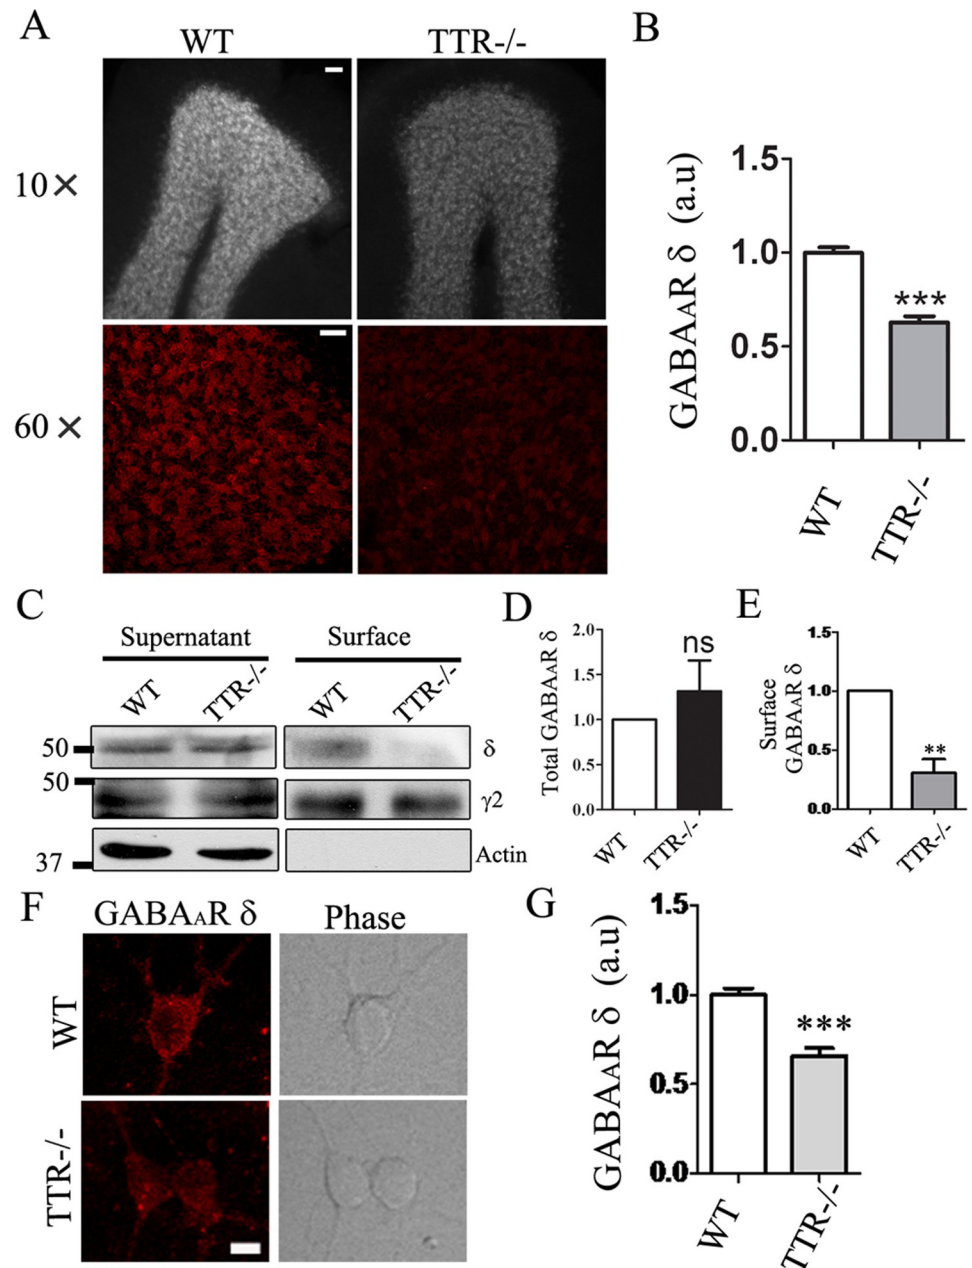 A
WT
TTR-/-
10×
60×
B
GABAAR δ (a.u)
1.5
1.0
0.5
0.0
***
WT
TTR-/-
C
Supernatant
Surface
WT
TTR-/-
WT
TTR-/-
50
δ
50
γ2
37
Actin
D
Total GABAAR δ
2.0
1.5
1.0
0.5
0.0
ns
WT
TTR-/-
E
Surface
GABAAR δ
1.5
1.0
0.5
0.0
**
WT
TTR-/-
F
GABAAR δ
Phase
WT
TTR-/-
G
GABAAR δ (a.u)
1.5
1.0
0.5
0.0
***
WT
TTR-/-